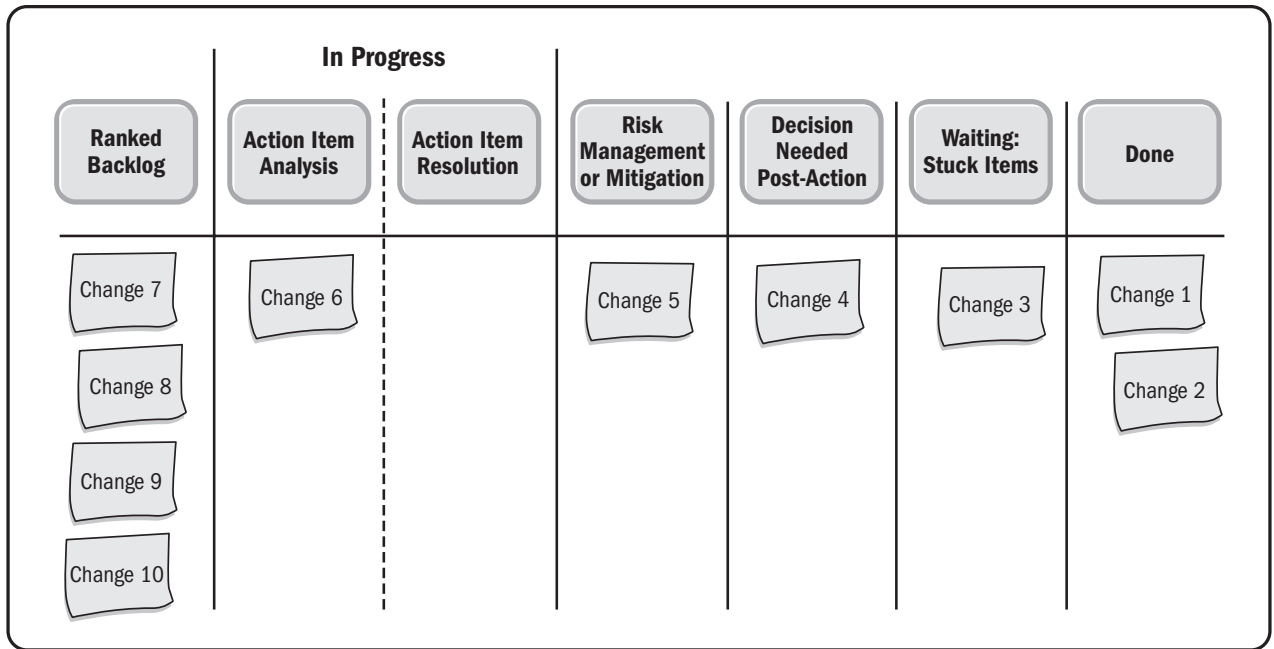 In Progress
Ranked
Backlog
Action Item
Analysis
Action Item
Resolution
Risk
Management
or Mitigation
Decision
Needed
Post-Action
Waiting:
Stuck Items
Done
Change 7
Change 8
Change 9
Change 10
Change 6
Change 5
Change 4
Change 3
Change 1
Change 2